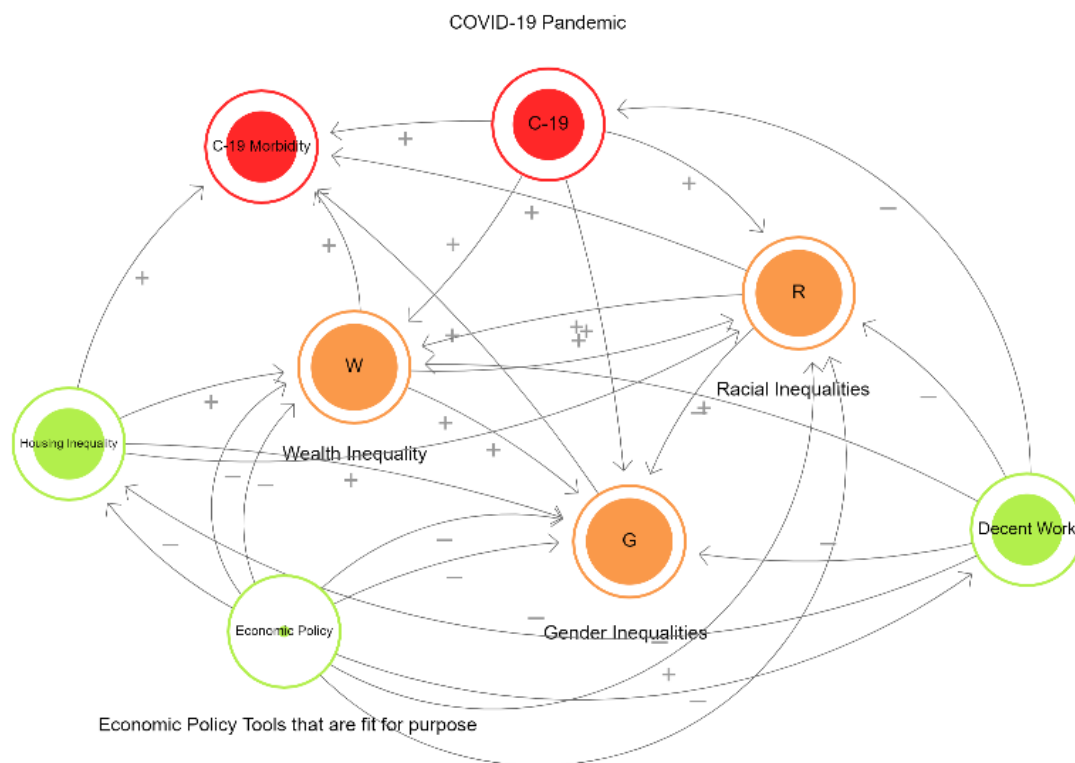 COVID-19 Pandemic
C-19 Morbidity
C-19
+
+
−
+
+
+
+
R
+
+
+
+
+
W
Racial Inequalities
−
+
−
+
Housing Inequality
Wealth Inequality
+
+
+
−
−
Decent Work
G
−
−
−
−
Economic Policy
−
Gender Inequalities
−
+
−
Economic Policy Tools that are fit for purpose